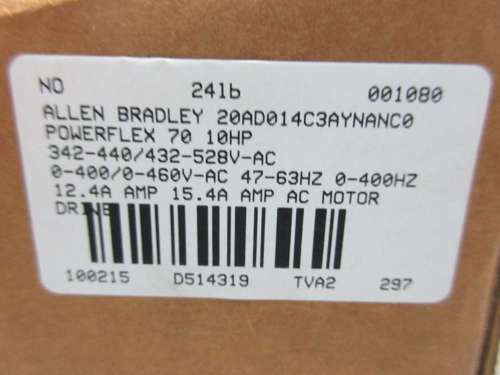 NO 24lb 001080
ALLEN BRADLEY 20AD014C3AYNANC0
POWERFLEX 70 10HP
342-440/432-528V-AC
0-400/0-460V-AC 47-63HZ 0-400HZ
12.4A AMP 15.4A AMP AC MOTOR
DRIVE
100215 D514319 TVA2 297